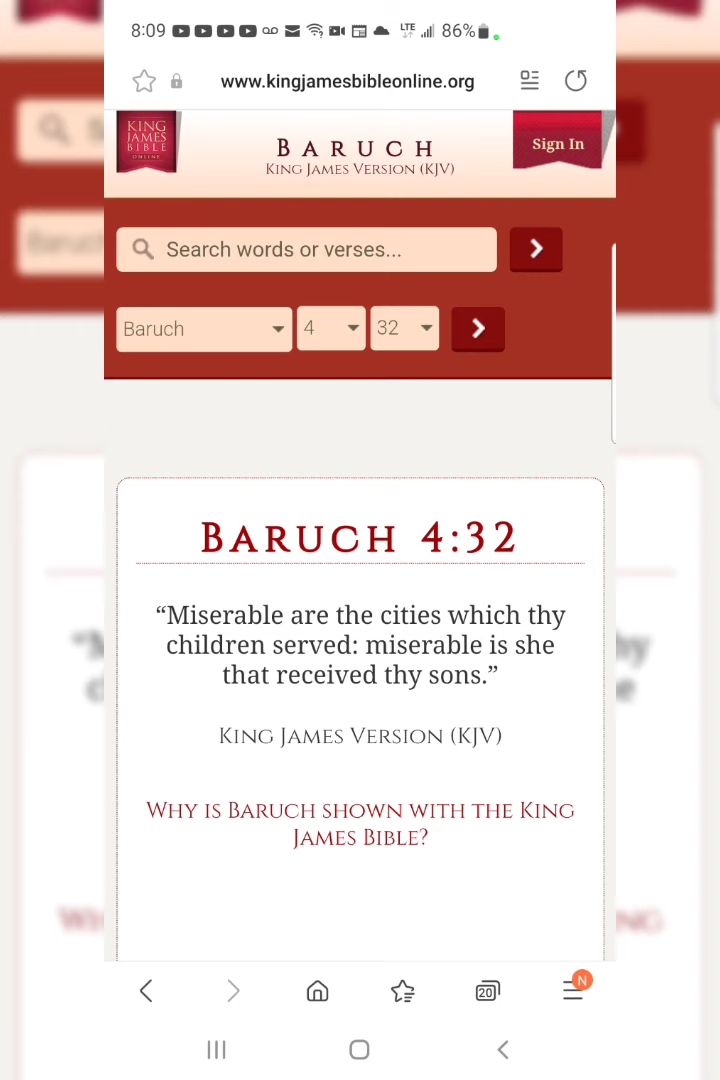 8:09 LTE 86%
www.kingjamesbibleonline.org
KING
JAMES
BIBLE
ONLINE
BARUCH
KING JAMES VERSION (KJV)
Sign In
Search words or verses...
Baruch 4 32
BARUCH 4:32
“Miserable are the cities which thy
children served: miserable is she
that received thy sons.”
KING JAMES VERSION (KJV)
WHY IS BARUCH SHOWN WITH THE KING
JAMES BIBLE?
20 N